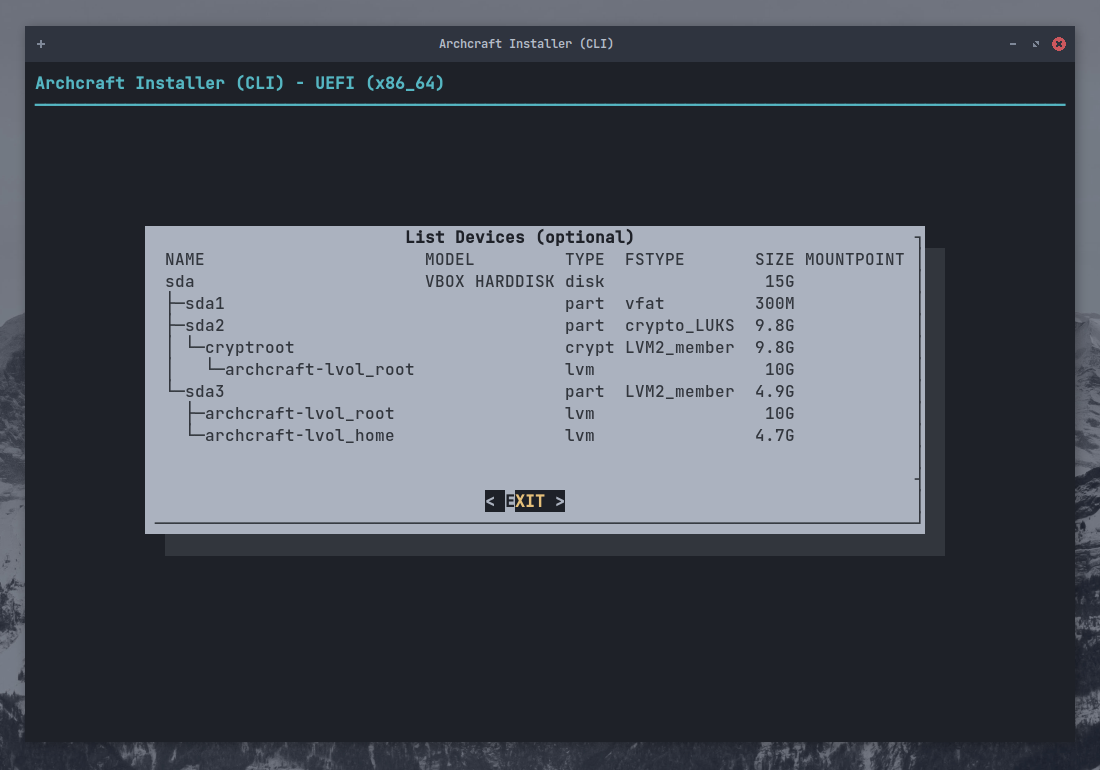 Archcraft Installer (CLI)
Archcraft Installer (CLI) - UEFI (x86_64)
List Devices (optional)
NAME                      MODEL         TYPE  FSTYPE       SIZE MOUNTPOINT
sda                       VBOX HARDDISK disk                15G
├─sda1                                  part  vfat         300M
├─sda2                                  part  crypto_LUKS  9.8G
│ └─cryptroot                           crypt LVM2_member  9.8G
│   └─archcraft-lvol_root               lvm                 10G
└─sda3                                  part  LVM2_member  4.9G
  ├─archcraft-lvol_root                 lvm                 10G
  └─archcraft-lvol_home                 lvm                4.7G
< EXIT >